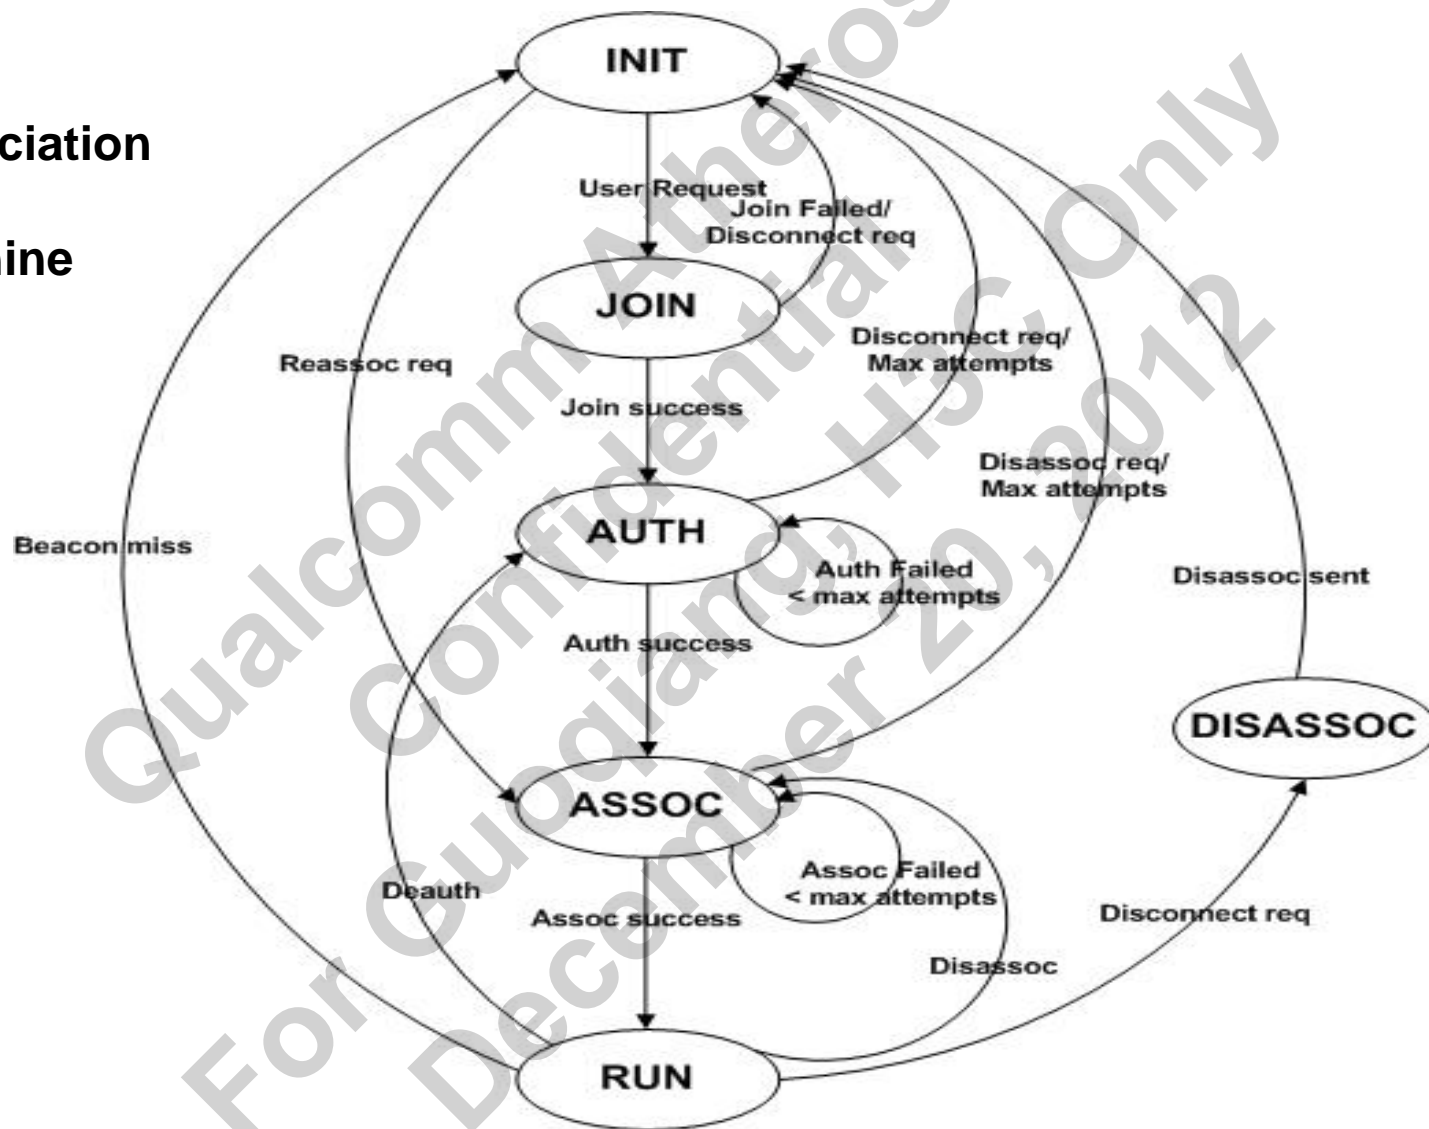 ciation
hine
INIT
User Request
Join Failed/
Disconnect req
JOIN
Reassoc req
Disconnect req/
Max attempts
Join success
Disassoc req/
Max attempts
AUTH
Beacon miss
Auth Failed
< max attempts
Disassoc sent
Auth success
DISASSOC
ASSOC
Assoc Failed
< max attempts
Deauth
Assoc success
Disconnect req
Disassoc
RUN
Qualcomm Atheros
Confidential
For Guoqiang, H3C Only
December 20, 2012